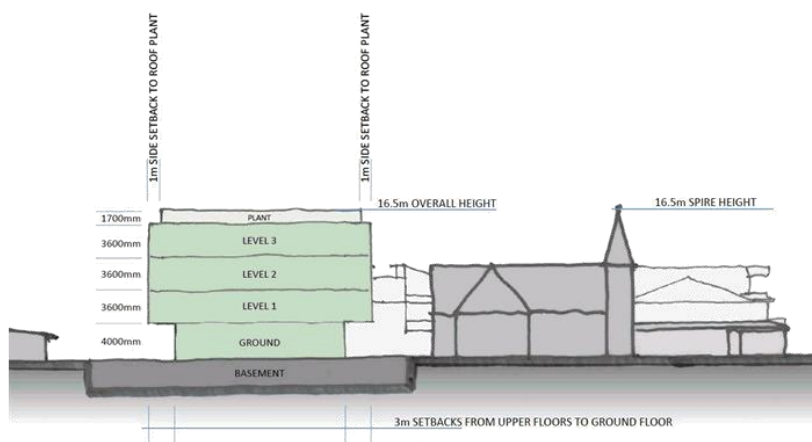 1m SIDE SETBACK TO ROOF PLANT
1m SIDE SETBACK TO ROOF PLANT
16.5m OVERALL HEIGHT
16.5m SPIRE HEIGHT
1700mm
PLANT
3600mm
LEVEL 3
3600mm
LEVEL 2
3600mm
LEVEL 1
4000mm
GROUND
BASEMENT
3m SETBACKS FROM UPPER FLOORS TO GROUND FLOOR